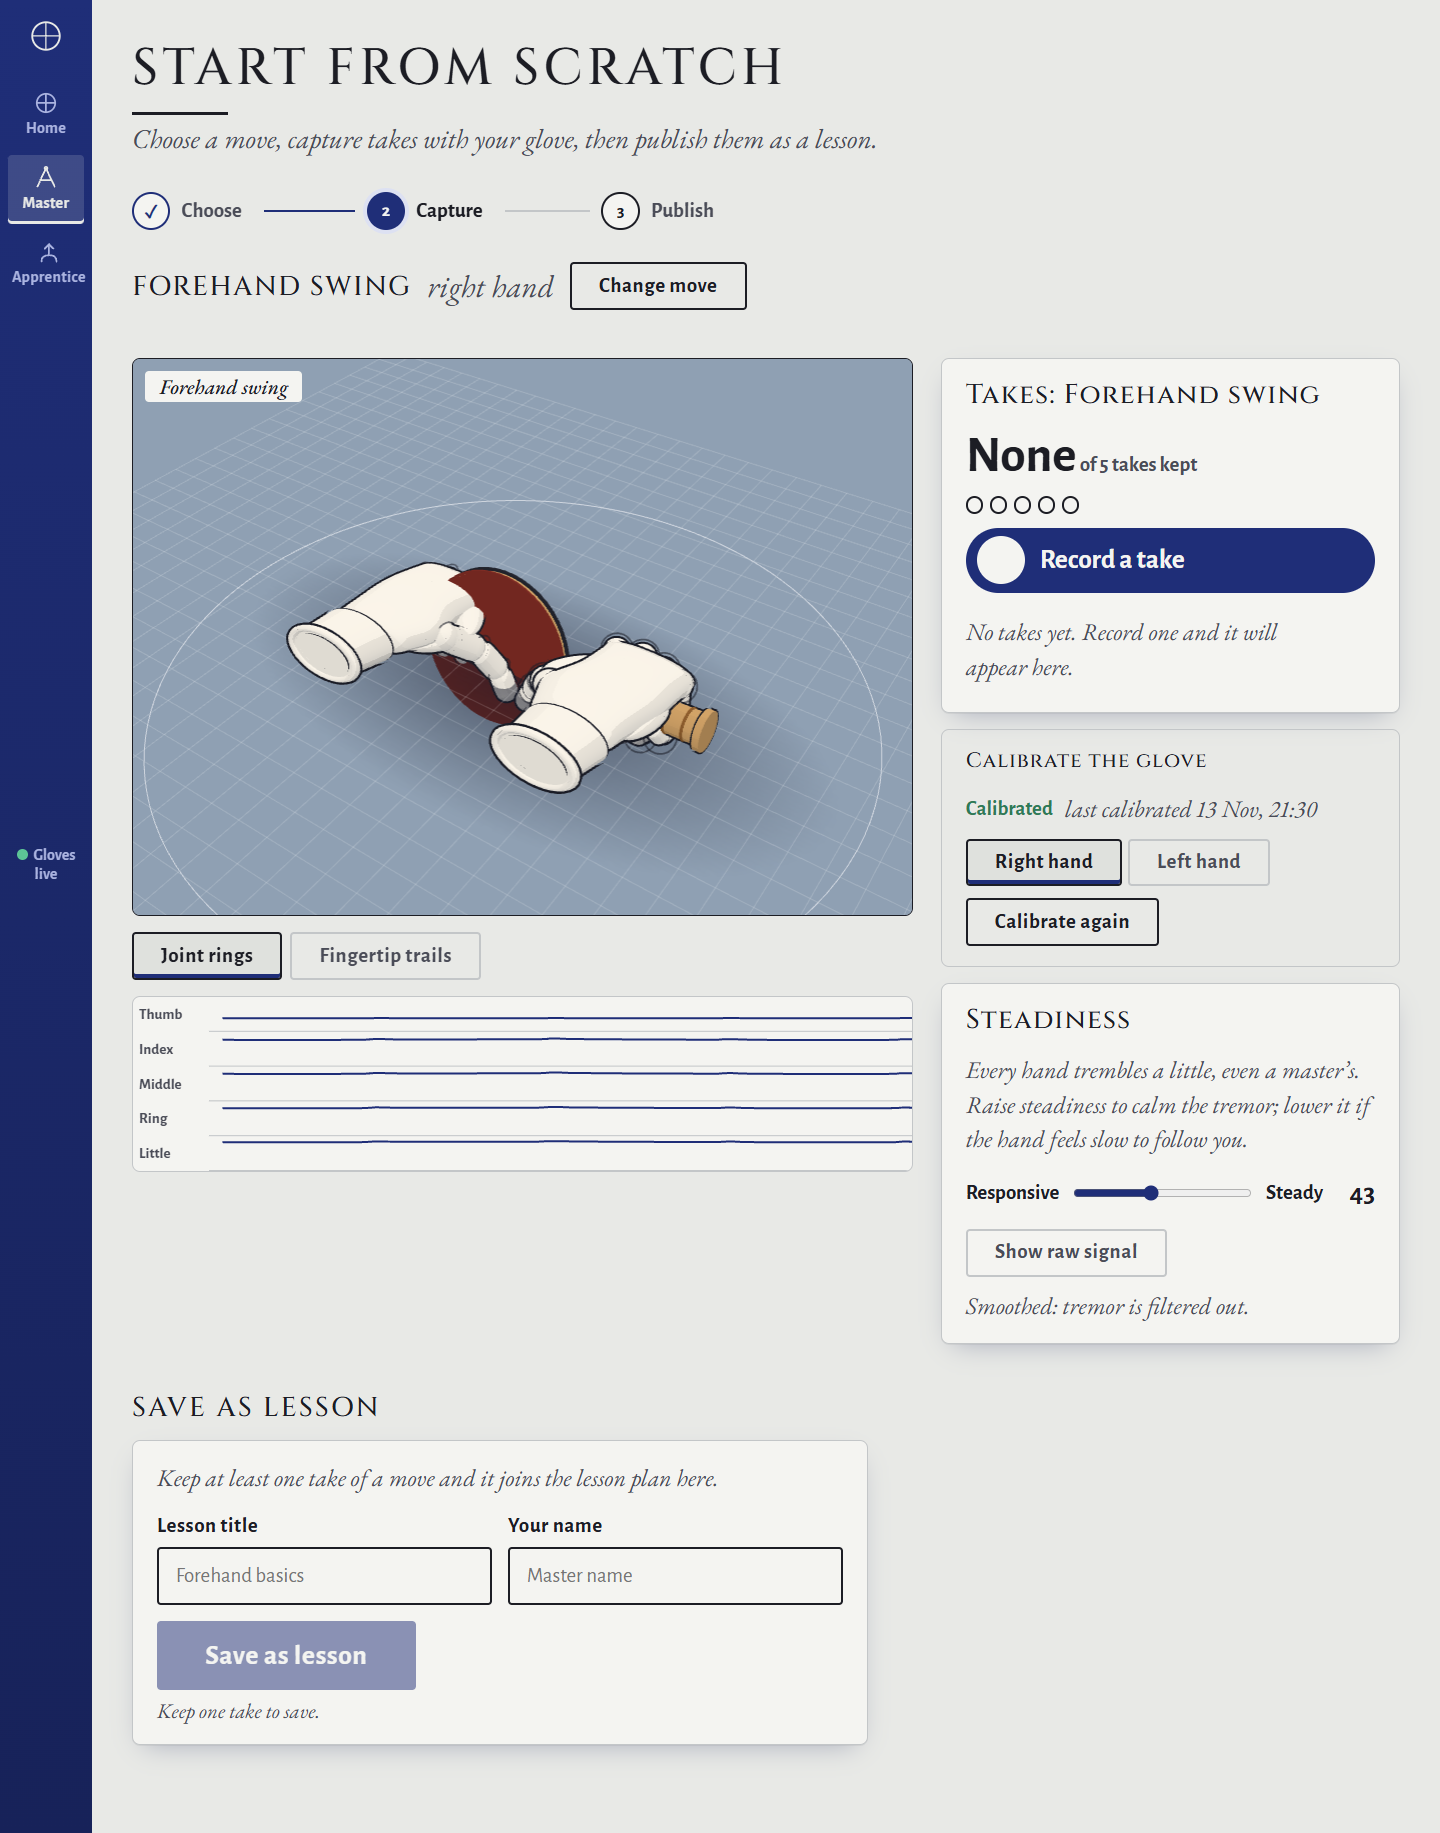 Home
Master
Apprentice
Gloves
live
START FROM SCRATCH
Choose a move, capture takes with your glove, then publish them as a lesson.
✓ Choose 2 Capture 3 Publish
FOREHAND SWING right hand Change move
Forehand swing
Joint rings Fingertip trails
Thumb
Index
Middle
Ring
Little
TAKES: FOREHAND SWING
None of 5 takes kept
Record a take
No takes yet. Record one and it will
appear here.
CALIBRATE THE GLOVE
Calibrated last calibrated 13 Nov, 21:30
Right hand Left hand
Calibrate again
STEADINESS
Every hand trembles a little, even a master’s.
Raise steadiness to calm the tremor; lower it if
the hand feels slow to follow you.
Responsive Steady 43
Show raw signal
Smoothed: tremor is filtered out.
SAVE AS LESSON
Keep at least one take of a move and it joins the lesson plan here.
Lesson title Your name
Forehand basics Master name
Save as lesson
Keep one take to save.